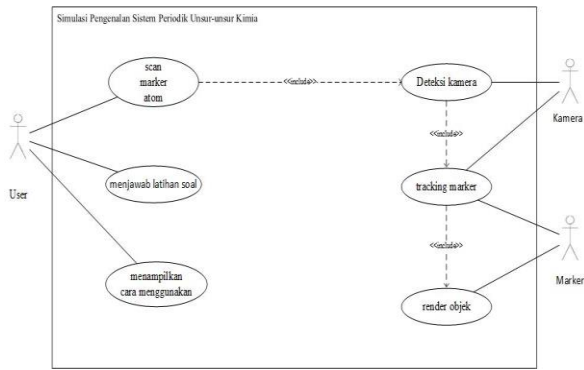 Simulasi Pengenalan Sistem Periodik Unsur-unsur Kimia
scan
marker
atom
<<include>>
Deteksi kamera
Kamera
<<include>>
User
menjawab latihan soal
tracking marker
<<include>>
Marker
menampilkan
cara menggunakan
render objek